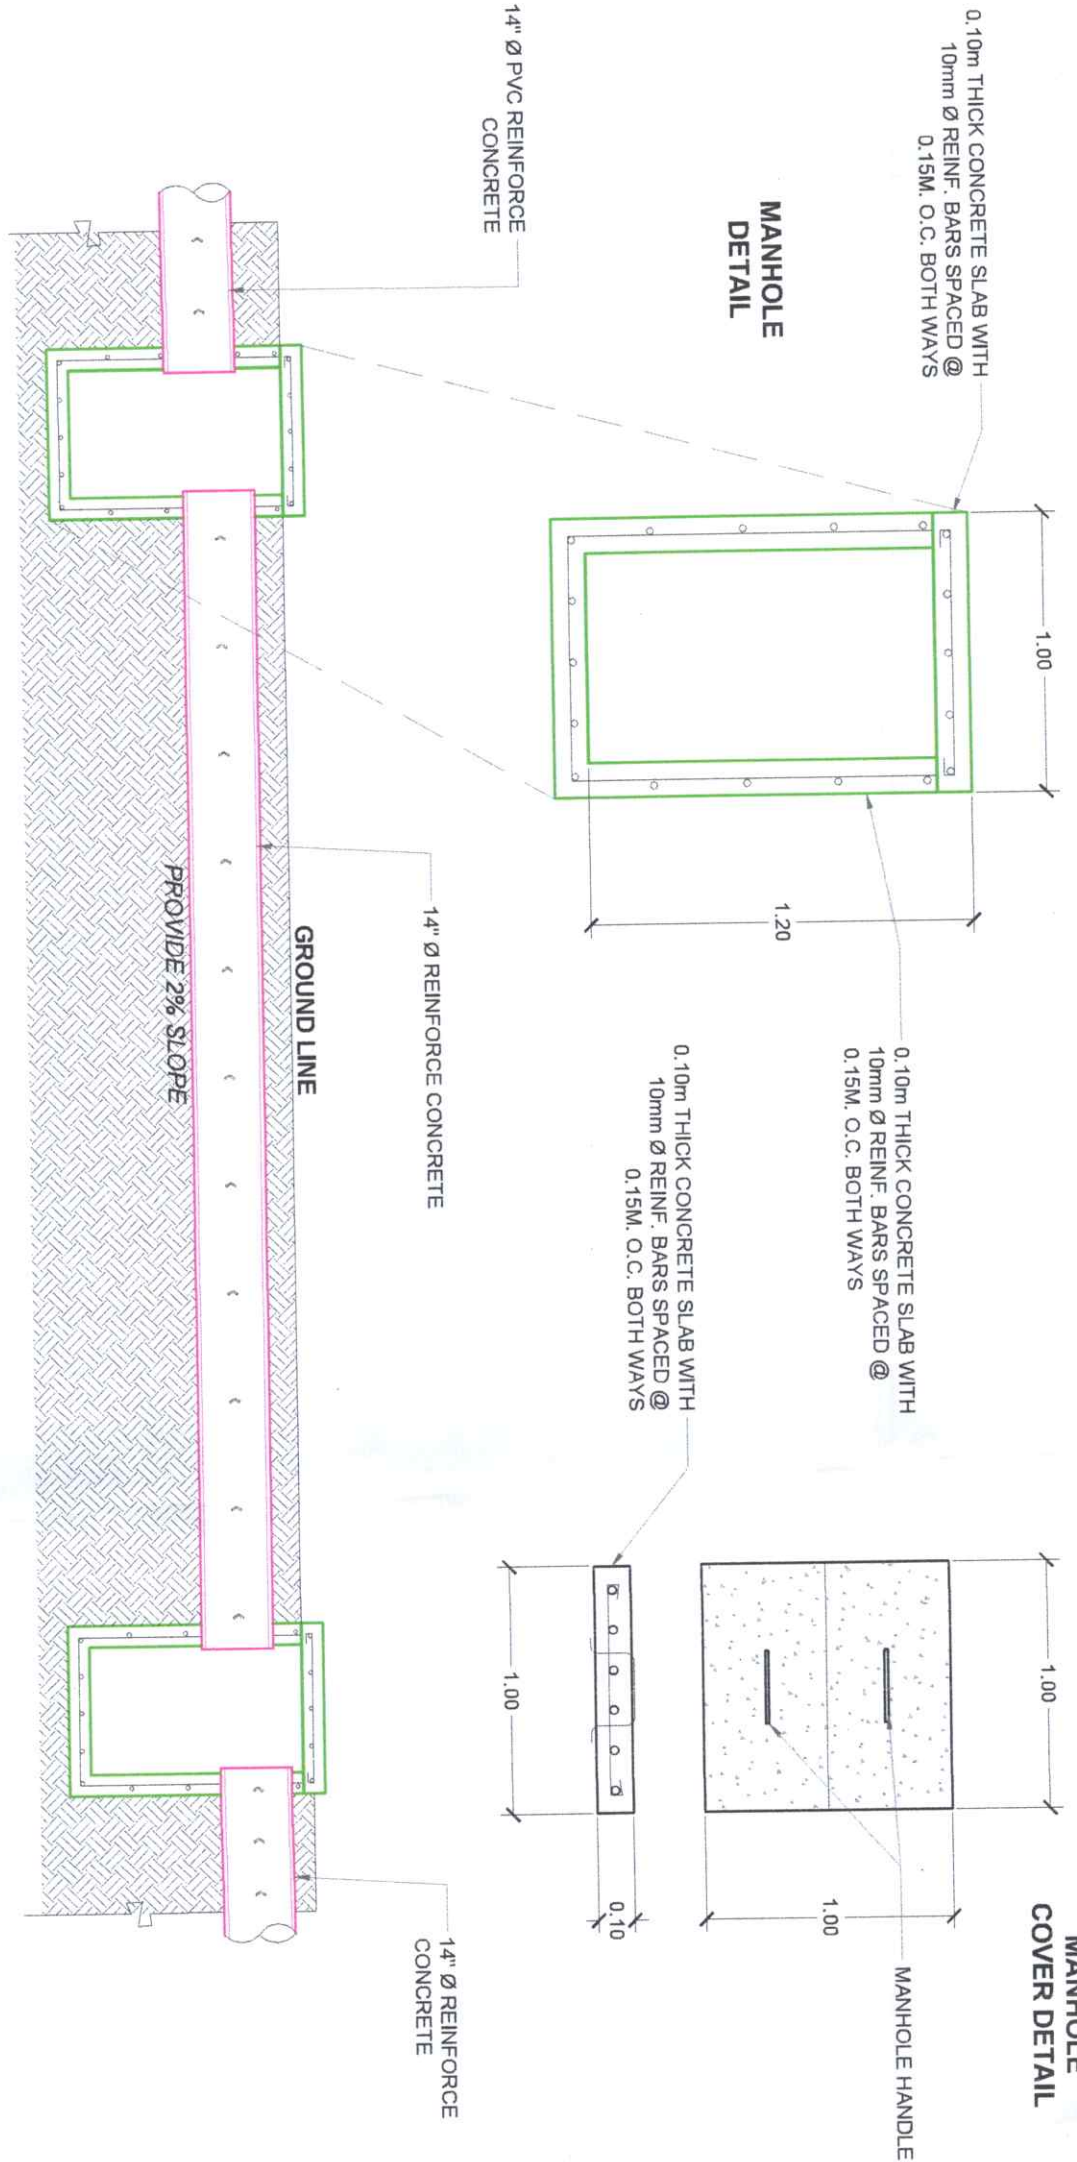 0.10m THICK CONCRETE SLAB WITH
10mm Ø REINF. BARS SPACED @
0.15M. O.C. BOTH WAYS
MANHOLE
DETAIL
1.00
1.20
0.10m THICK CONCRETE SLAB WITH
10mm Ø REINF. BARS SPACED @
0.15M. O.C. BOTH WAYS
MANHOLE
COVER DETAIL
1.00
1.00
MANHOLE HANDLE
0.10m THICK CONCRETE SLAB WITH
10mm Ø REINF. BARS SPACED @
0.15M. O.C. BOTH WAYS
0.10
1.00
14" Ø PVC REINFORCE
CONCRETE
14" Ø REINFORCE CONCRETE
14" Ø REINFORCE
CONCRETE
GROUND LINE
PROVIDE 2% SLOPE